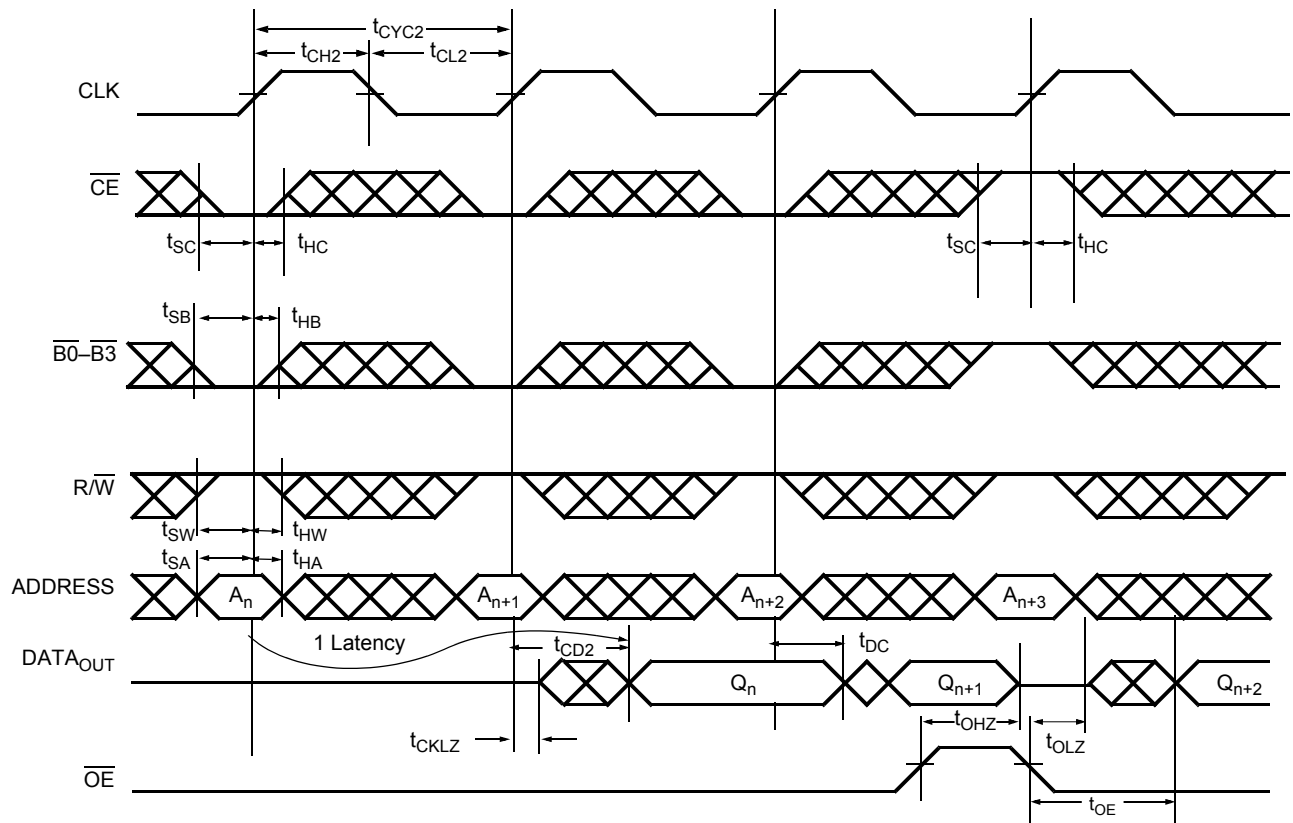 tCYC2
tCH2 tCL2
CLK
CE
tSC tHC tSC tHC
tSB tHB
B0–B3
R/W
tSW tHW
tSA tHA
ADDRESS An An+1 An+2 An+3
1 Latency tCD2 tDC
DATAOUT Qn Qn+1 Qn+2
tOHZ tOLZ
tCKLZ
OE
tOE